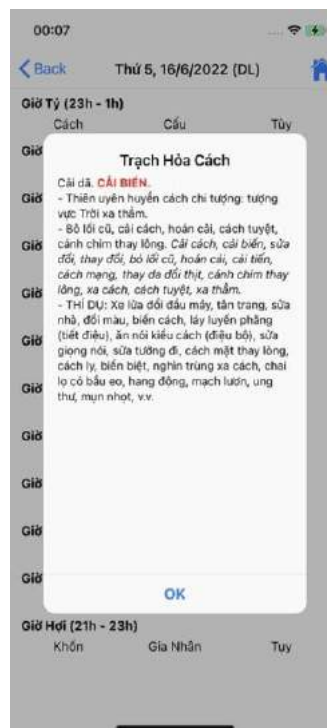 00:07
Back Thứ 5, 16/6/2022 (DL)
Giờ Tý (23h - 1h)
Cách Cấu Tùy
Giờ
Trạch Hỏa Cách
Cải dã. CẢI BIẾN.
- Thiên uyên huyền cách chi tượng: tượng
vực Trời xa thẳm.
Giờ
- Bỏ lối cũ, cải cách, hoán cải, cách tuyệt,
cánh chim thay lông. Cải cách, cải biến, sửa
Giờ
đổi, thay đổi, bỏ lối cũ, hoán cải, cải tiến,
cách mạng, thay da đổi thịt, cánh chim thay
Giờ
lông, xa cách, cách tuyệt, xa thẳm.
- THÍ DỤ: Xe lửa đổi đầu máy, tân trang, sửa
nhà, đổi màu, biến cách, láy luyến phăng
Giờ
(tiết điệu), ăn nói kiểu cách (điệu bộ), sửa
giọng nói, sửa tướng đi, cách mặt thay lòng,
cách ly, biền biệt, nghìn trùng xa cách, chai
Giờ
lọ có bầu eo, hang động, mạch lươn, ung
thư, mụn nhọt, v.v.
Giờ
Giờ
Giờ
Giờ
OK
Giờ Hợi (21h - 23h)
Khốn Gia Nhân Tụy